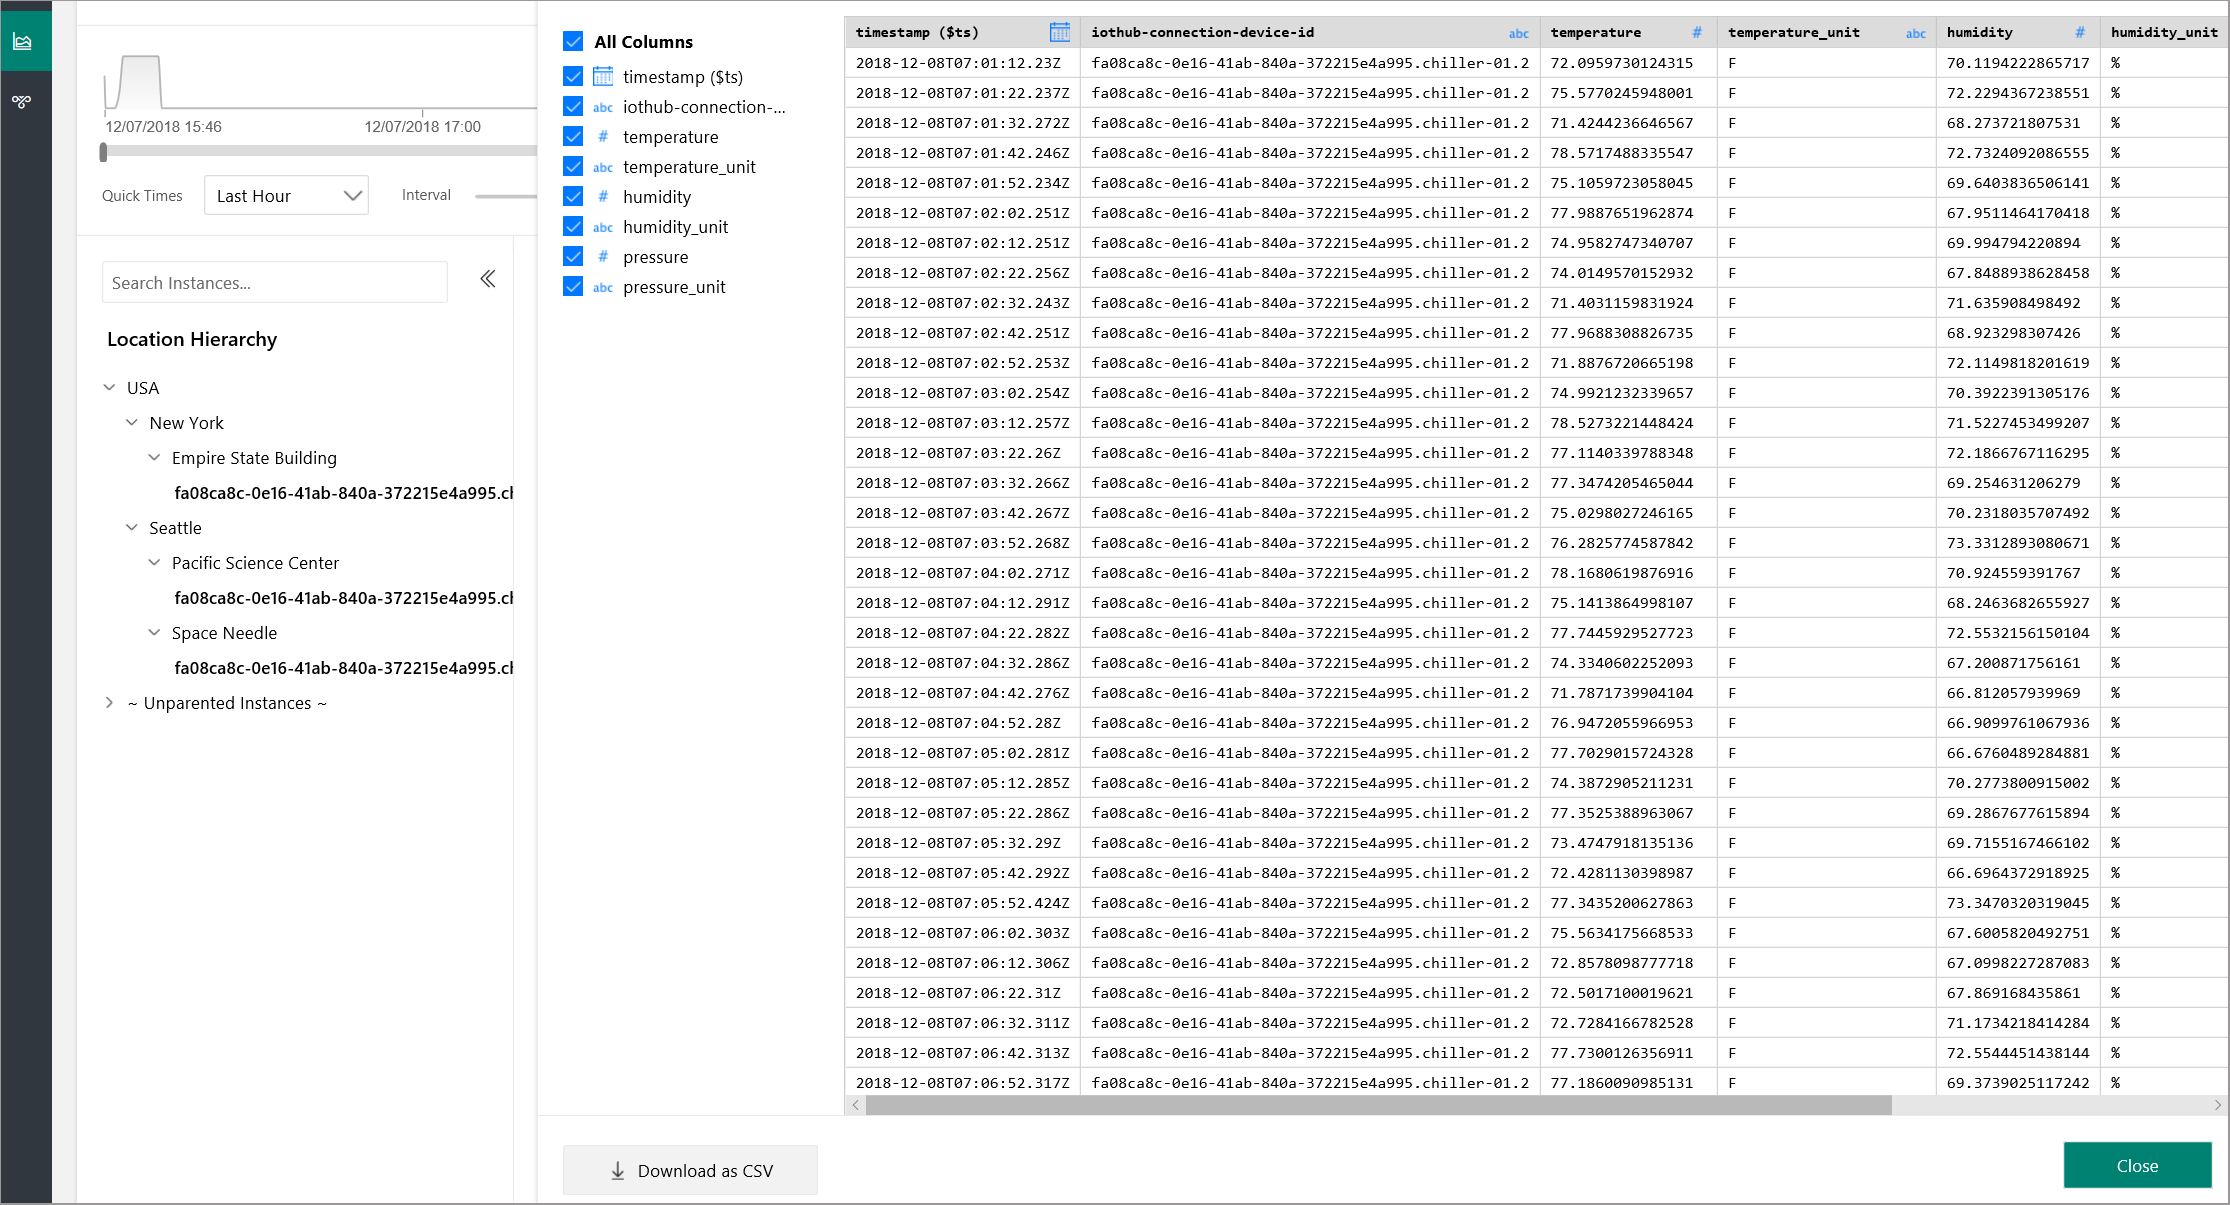 12/07/2018 15:46 12/07/2018 17:00
Quick Times Last Hour Interval
Search Instances...
Location Hierarchy
USA
New York
Empire State Building
fa08ca8c-0e16-41ab-840a-372215e4a995.cl
Seattle
Pacific Science Center
fa08ca8c-0e16-41ab-840a-372215e4a995.cl
Space Needle
fa08ca8c-0e16-41ab-840a-372215e4a995.cl
~ Unparented Instances ~
All Columns
timestamp ($ts)
abc iothub-connection-...
# temperature
abc temperature_unit
# humidity
abc humidity_unit
# pressure
abc pressure_unit
timestamp ($ts) iothub-connection-device-id abc temperature # temperature_unit abc humidity # humidity_unit
2018-12-08T07:01:12.23Z fa08ca8c-0e16-41ab-840a-372215e4a995.chiller-01.2 72.0959730124315 F 70.1194222865717 %
2018-12-08T07:01:22.237Z fa08ca8c-0e16-41ab-840a-372215e4a995.chiller-01.2 75.5770245948001 F 72.2294367238551 %
2018-12-08T07:01:32.272Z fa08ca8c-0e16-41ab-840a-372215e4a995.chiller-01.2 71.4244236646567 F 68.273721807531 %
2018-12-08T07:01:42.246Z fa08ca8c-0e16-41ab-840a-372215e4a995.chiller-01.2 78.5717488335547 F 72.7324092086555 %
2018-12-08T07:01:52.234Z fa08ca8c-0e16-41ab-840a-372215e4a995.chiller-01.2 75.1059723058045 F 69.6403836506141 %
2018-12-08T07:02:02.251Z fa08ca8c-0e16-41ab-840a-372215e4a995.chiller-01.2 77.9887651962874 F 67.9511464170418 %
2018-12-08T07:02:12.251Z fa08ca8c-0e16-41ab-840a-372215e4a995.chiller-01.2 74.9582747340707 F 69.994794220894 %
2018-12-08T07:02:22.256Z fa08ca8c-0e16-41ab-840a-372215e4a995.chiller-01.2 74.0149570152932 F 67.8488938628458 %
2018-12-08T07:02:32.243Z fa08ca8c-0e16-41ab-840a-372215e4a995.chiller-01.2 71.4031159831924 F 71.635908498492 %
2018-12-08T07:02:42.251Z fa08ca8c-0e16-41ab-840a-372215e4a995.chiller-01.2 77.9688308826735 F 68.923298307426 %
2018-12-08T07:02:52.253Z fa08ca8c-0e16-41ab-840a-372215e4a995.chiller-01.2 71.8876720665198 F 72.1149818201619 %
2018-12-08T07:03:02.254Z fa08ca8c-0e16-41ab-840a-372215e4a995.chiller-01.2 74.9921232339657 F 70.3922391305176 %
2018-12-08T07:03:12.257Z fa08ca8c-0e16-41ab-840a-372215e4a995.chiller-01.2 78.5273221448424 F 71.5227453499207 %
2018-12-08T07:03:22.26Z fa08ca8c-0e16-41ab-840a-372215e4a995.chiller-01.2 77.1140339788348 F 72.1866767116295 %
2018-12-08T07:03:32.266Z fa08ca8c-0e16-41ab-840a-372215e4a995.chiller-01.2 77.3474205465044 F 69.254631206279 %
2018-12-08T07:03:42.267Z fa08ca8c-0e16-41ab-840a-372215e4a995.chiller-01.2 75.0298027246165 F 70.2318035707492 %
2018-12-08T07:03:52.268Z fa08ca8c-0e16-41ab-840a-372215e4a995.chiller-01.2 76.2825774587842 F 73.3312893080671 %
2018-12-08T07:04:02.271Z fa08ca8c-0e16-41ab-840a-372215e4a995.chiller-01.2 78.1680619876916 F 70.924559391767 %
2018-12-08T07:04:12.291Z fa08ca8c-0e16-41ab-840a-372215e4a995.chiller-01.2 75.1413864998107 F 68.2463682655927 %
2018-12-08T07:04:22.282Z fa08ca8c-0e16-41ab-840a-372215e4a995.chiller-01.2 77.7445929527723 F 72.5532156150104 %
2018-12-08T07:04:32.286Z fa08ca8c-0e16-41ab-840a-372215e4a995.chiller-01.2 74.3340602252093 F 67.200871756161 %
2018-12-08T07:04:42.276Z fa08ca8c-0e16-41ab-840a-372215e4a995.chiller-01.2 71.7871739904104 F 66.812057939969 %
2018-12-08T07:04:52.28Z fa08ca8c-0e16-41ab-840a-372215e4a995.chiller-01.2 76.9472055966953 F 66.9099761067936 %
2018-12-08T07:05:02.281Z fa08ca8c-0e16-41ab-840a-372215e4a995.chiller-01.2 77.7029015724328 F 66.6760489284881 %
2018-12-08T07:05:12.285Z fa08ca8c-0e16-41ab-840a-372215e4a995.chiller-01.2 74.3872905211231 F 70.2773800915002 %
2018-12-08T07:05:22.286Z fa08ca8c-0e16-41ab-840a-372215e4a995.chiller-01.2 77.3525388963067 F 69.2867677615894 %
2018-12-08T07:05:32.29Z fa08ca8c-0e16-41ab-840a-372215e4a995.chiller-01.2 73.4747918135136 F 69.7155167466102 %
2018-12-08T07:05:42.292Z fa08ca8c-0e16-41ab-840a-372215e4a995.chiller-01.2 72.4281130398987 F 66.6964372918925 %
2018-12-08T07:05:52.424Z fa08ca8c-0e16-41ab-840a-372215e4a995.chiller-01.2 77.3435200627863 F 73.3470320319045 %
2018-12-08T07:06:02.303Z fa08ca8c-0e16-41ab-840a-372215e4a995.chiller-01.2 75.5634175668533 F 67.6005820492751 %
2018-12-08T07:06:12.306Z fa08ca8c-0e16-41ab-840a-372215e4a995.chiller-01.2 72.8578098777718 F 67.0998227287083 %
2018-12-08T07:06:22.31Z fa08ca8c-0e16-41ab-840a-372215e4a995.chiller-01.2 72.5017100019621 F 67.869168435861 %
2018-12-08T07:06:32.311Z fa08ca8c-0e16-41ab-840a-372215e4a995.chiller-01.2 72.7284166782528 F 71.1734218414284 %
2018-12-08T07:06:42.313Z fa08ca8c-0e16-41ab-840a-372215e4a995.chiller-01.2 77.7300126356911 F 72.5544451438144 %
2018-12-08T07:06:52.317Z fa08ca8c-0e16-41ab-840a-372215e4a995.chiller-01.2 77.1860090985131 F 69.3739025117242 %
Download as CSV
Close